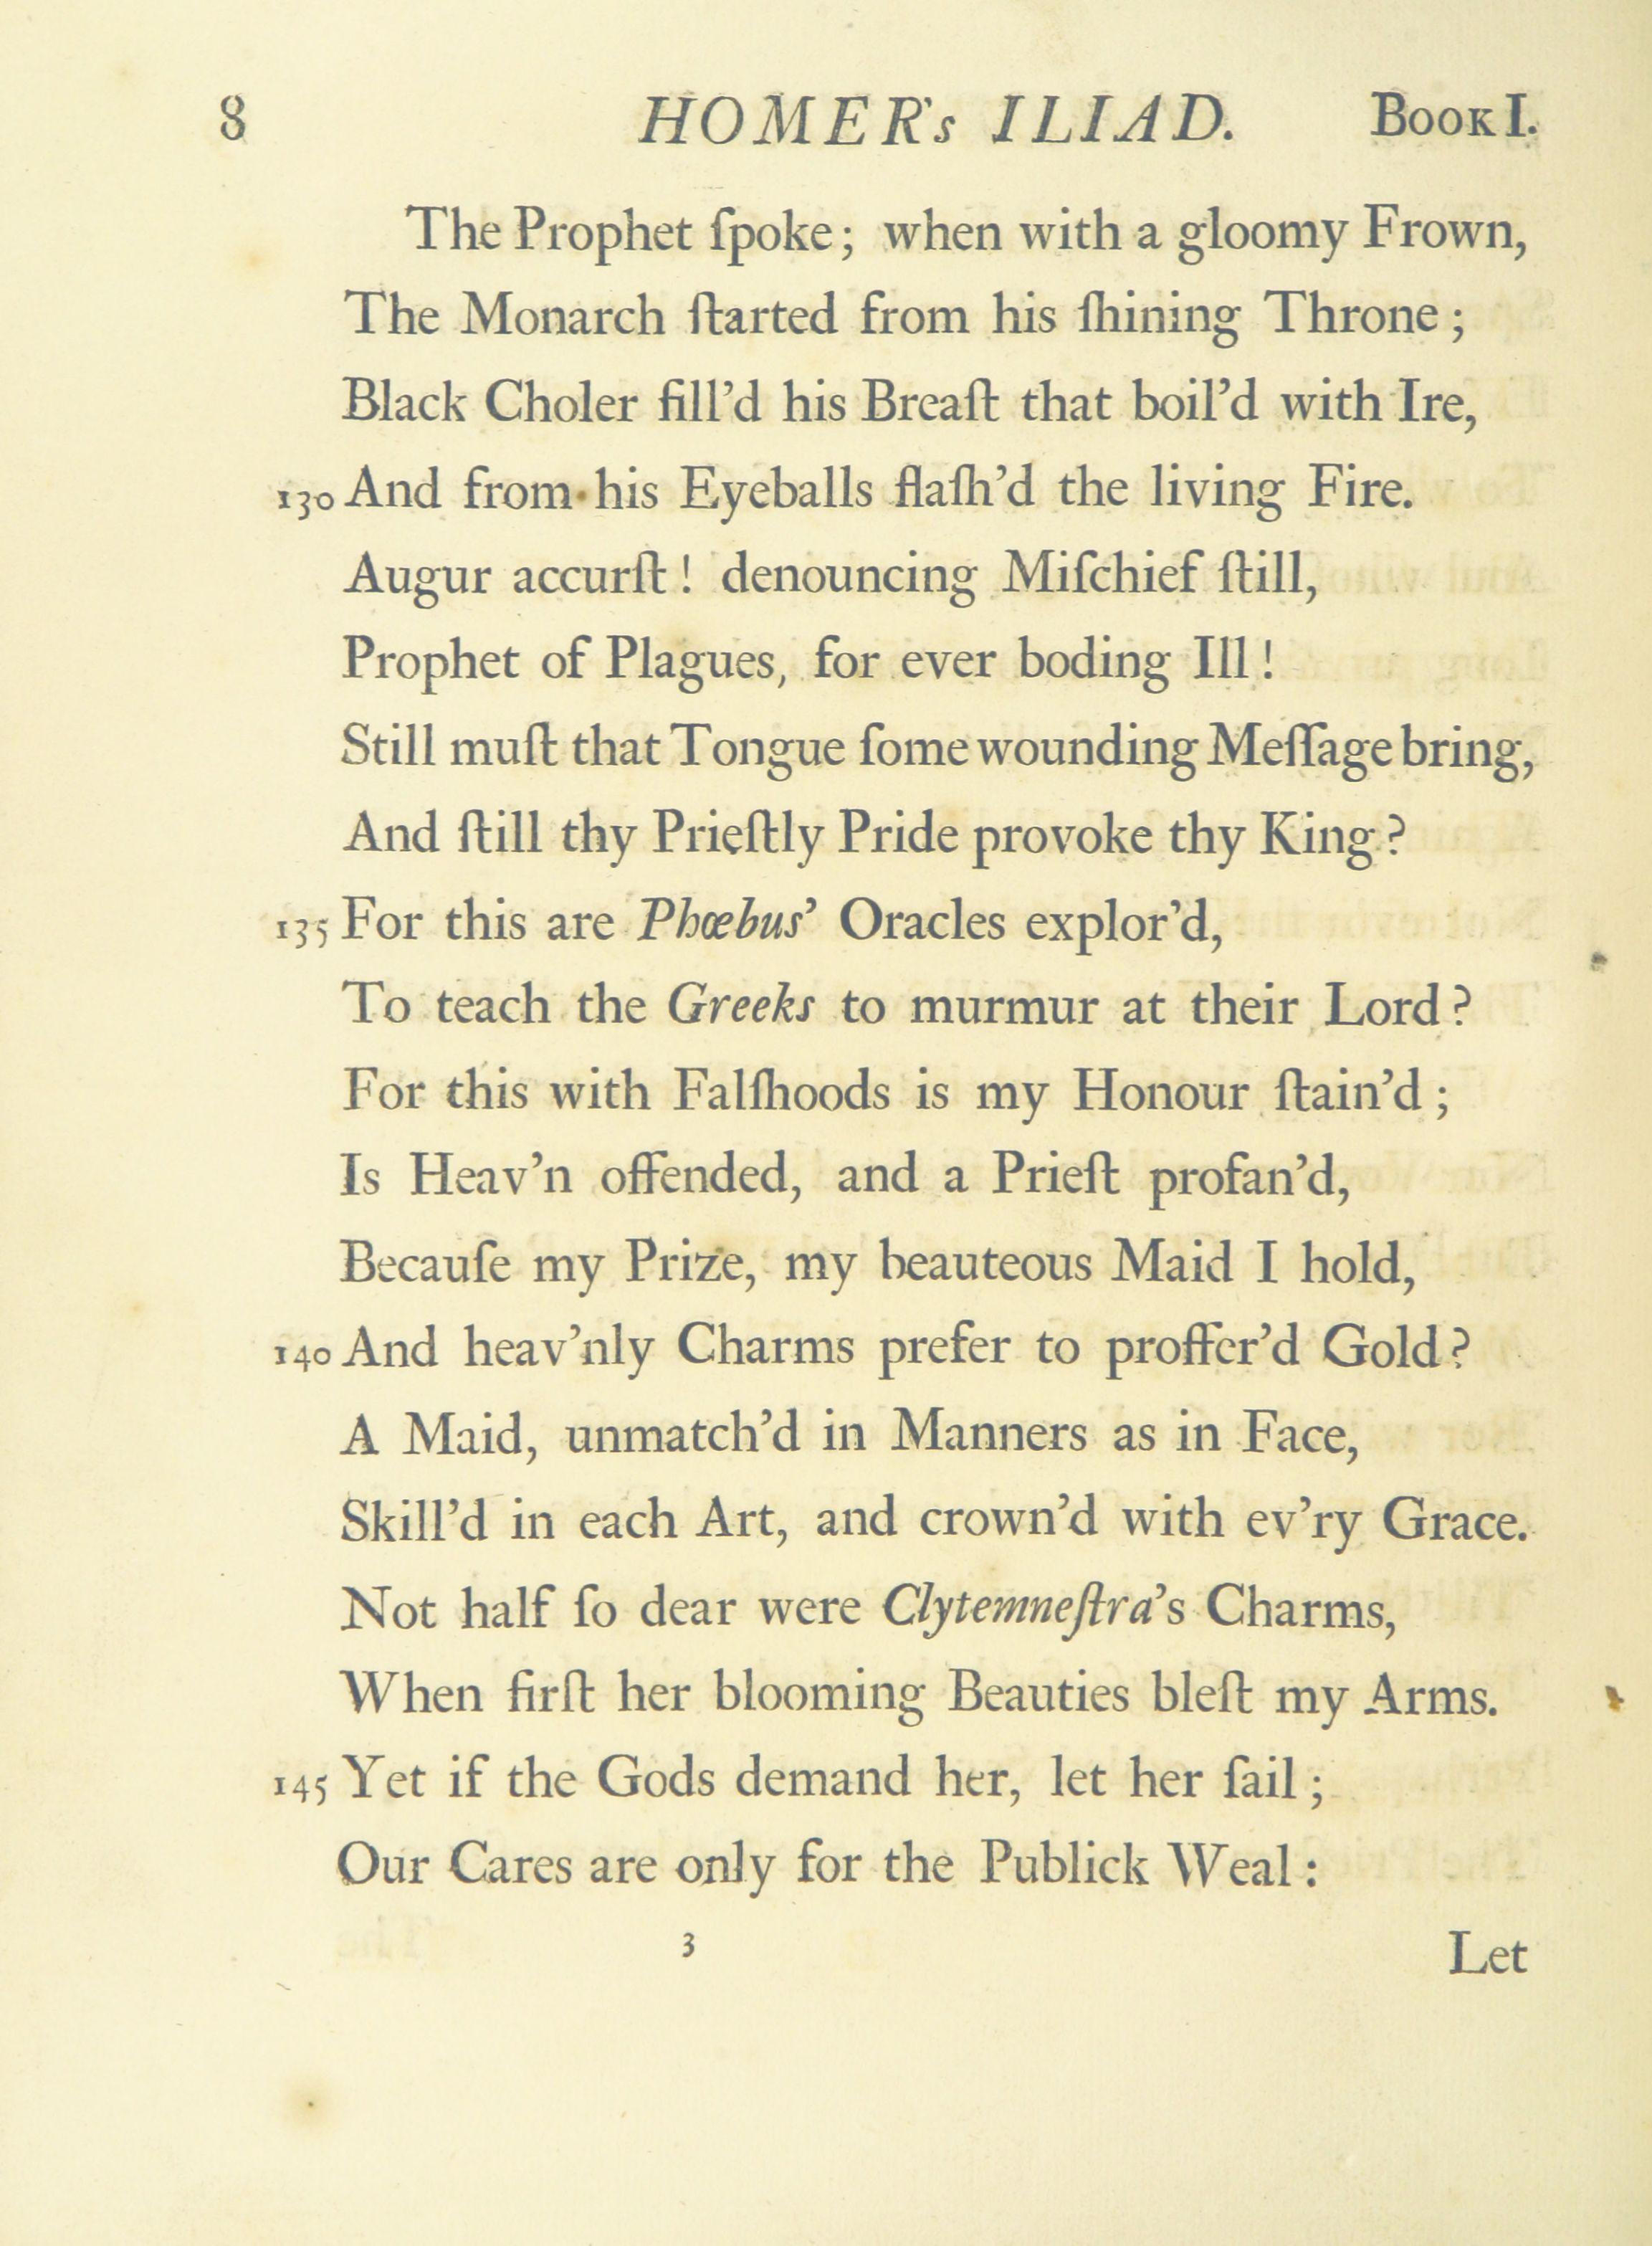 8 HOMER's ILIAD. BOOK I.
The Prophet ſpoke; when with a gloomy Frown,
The Monarch ſtarted from his ſhining Throne;
Black Choler fill'd his Breaſt that boil'd with Ire,
130 And from his Eyeballs flaſh'd the living Fire.
Augur accurſt! denouncing Miſchief ſtill,
Prophet of Plagues, for ever boding Ill!
Still muſt that Tongue ſome wounding Meſſage bring,
And ſtill thy Prieſtly Pride provoke thy King?
135 For this are Phœbus' Oracles explor'd,
To teach the Greeks to murmur at their Lord?
For this with Falſhoods is my Honour ſtain'd;
Is Heav'n offended, and a Prieſt profan'd,
Becauſe my Prize, my beauteous Maid I hold,
140 And heav'nly Charms prefer to proffer'd Gold?
A Maid, unmatch'd in Manners as in Face,
Skill'd in each Art, and crown'd with ev'ry Grace.
Not half ſo dear were Clytemneſtra's Charms,
When firſt her blooming Beauties bleſt my Arms.
145 Yet if the Gods demand her, let her ſail;
Our Cares are only for the Publick Weal:
3 Let